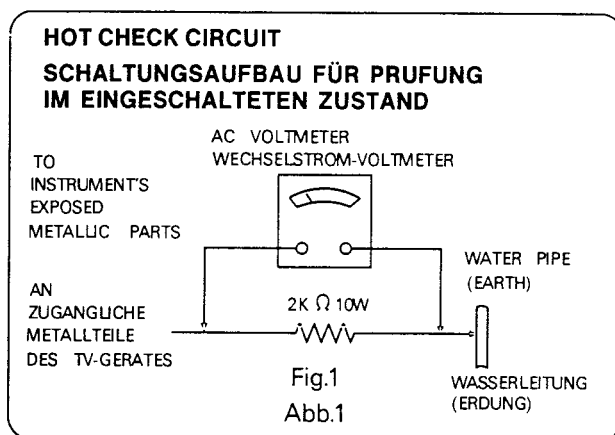 HOT CHECK CIRCUIT
SCHALTUNGSAUFBAU FÜR PRUFUNG
IM EINGESCHALTETEN ZUSTAND
AC VOLTMETER
WECHSELSTROM-VOLTMETER
TO
INSTRUMENT'S
EXPOSED
METALLIC PARTS
WATER PIPE
(EARTH)
AN
ZUGANGLICHE
METALLTEILE
DES TV-GERATES
2K Ω 10W
Fig.1
Abb.1
WASSERLEITUNG
(ERDUNG)